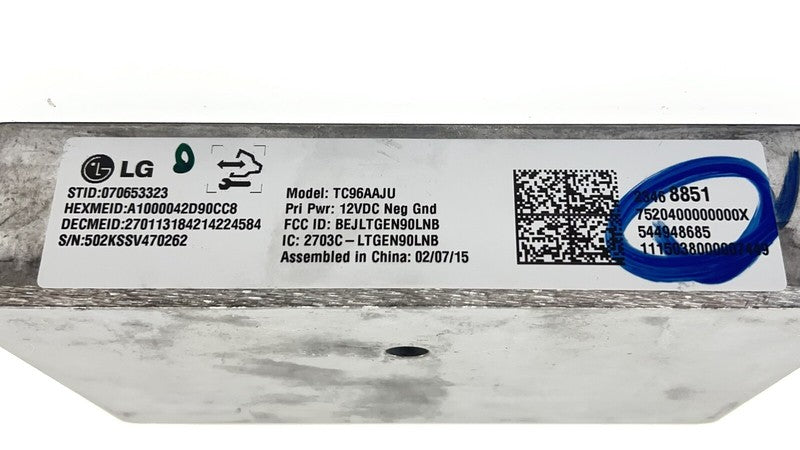 LG
STID:070653323
HEXMEID:A1000042D90CC8
DECMEID:270113184214224584
S/N:502KSSV470262
Model: TC96AAJU
Pri Pwr: 12VDC Neg Gnd
FCC ID: BEJLTGEN90LNB
IC: 2703C-LTGEN90LNB
Assembled in China: 02/07/15
8851
7520400000000X
544948685